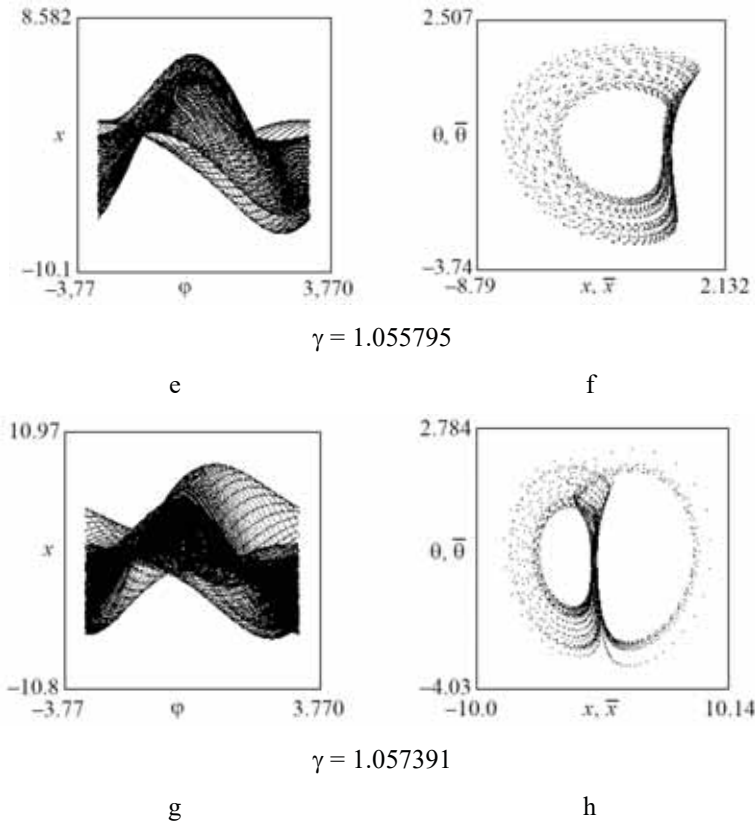 8.582
x
−10.1
−3,77
φ
3.770
2.507
θ, θ̅
−3.74
−8.79
x, x̅
2.132
γ = 1.055795
e
f
10.97
x
−10.8
−3.77
φ
3.770
2.784
θ, θ̅
−4.03
−10.0
x, x̅
10.14
γ = 1.057391
g
h